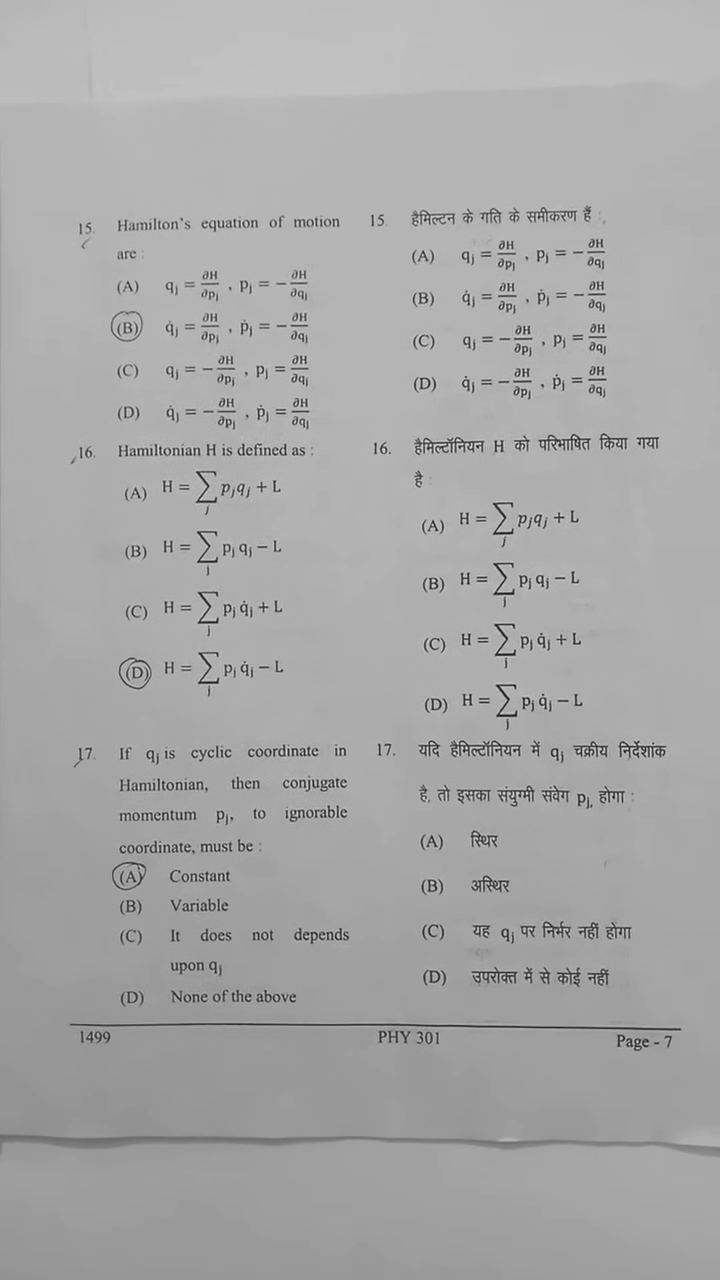 15. Hamilton's equation of motion
are :
(A) qⱼ = ∂H/∂pⱼ , pⱼ = −∂H/∂qⱼ
(B) q̇ⱼ = ∂H/∂pⱼ , ṗⱼ = −∂H/∂qⱼ
(C) qⱼ = −∂H/∂pⱼ , pⱼ = ∂H/∂qⱼ
(D) q̇ⱼ = −∂H/∂pⱼ , ṗⱼ = ∂H/∂qⱼ
16. Hamiltonian H is defined as :
(A) H = ∑ⱼ pⱼqⱼ + L
(B) H = ∑ⱼ pⱼ qⱼ − L
(C) H = ∑ⱼ pⱼ q̇ⱼ + L
(D) H = ∑ⱼ pⱼ q̇ⱼ − L
17. If qⱼ is cyclic coordinate in
Hamiltonian, then conjugate
momentum pⱼ, to ignorable
coordinate, must be :
(A) Constant
(B) Variable
(C) It does not depends
upon qⱼ
(D) None of the above
15. हैमिल्टन के गति के समीकरण हैं :
(A) qⱼ = ∂H/∂pⱼ , pⱼ = −∂H/∂qⱼ
(B) q̇ⱼ = ∂H/∂pⱼ , ṗⱼ = −∂H/∂qⱼ
(C) qⱼ = −∂H/∂pⱼ , pⱼ = ∂H/∂qⱼ
(D) q̇ⱼ = −∂H/∂pⱼ , ṗⱼ = ∂H/∂qⱼ
16. हैमिल्टॉनियन H को परिभाषित किया गया
है :
(A) H = ∑ⱼ pⱼqⱼ + L
(B) H = ∑ⱼ pⱼ qⱼ − L
(C) H = ∑ⱼ pⱼ q̇ⱼ + L
(D) H = ∑ⱼ pⱼ q̇ⱼ − L
17. यदि हैमिल्टॉनियन में qⱼ चक्रीय निर्देशांक
है, तो इसका संयुग्मी संवेग pⱼ, होगा :
(A) स्थिर
(B) अस्थिर
(C) यह qⱼ पर निर्भर नहीं होगा
(D) उपरोक्त में से कोई नहीं
1499 PHY 301 Page - 7